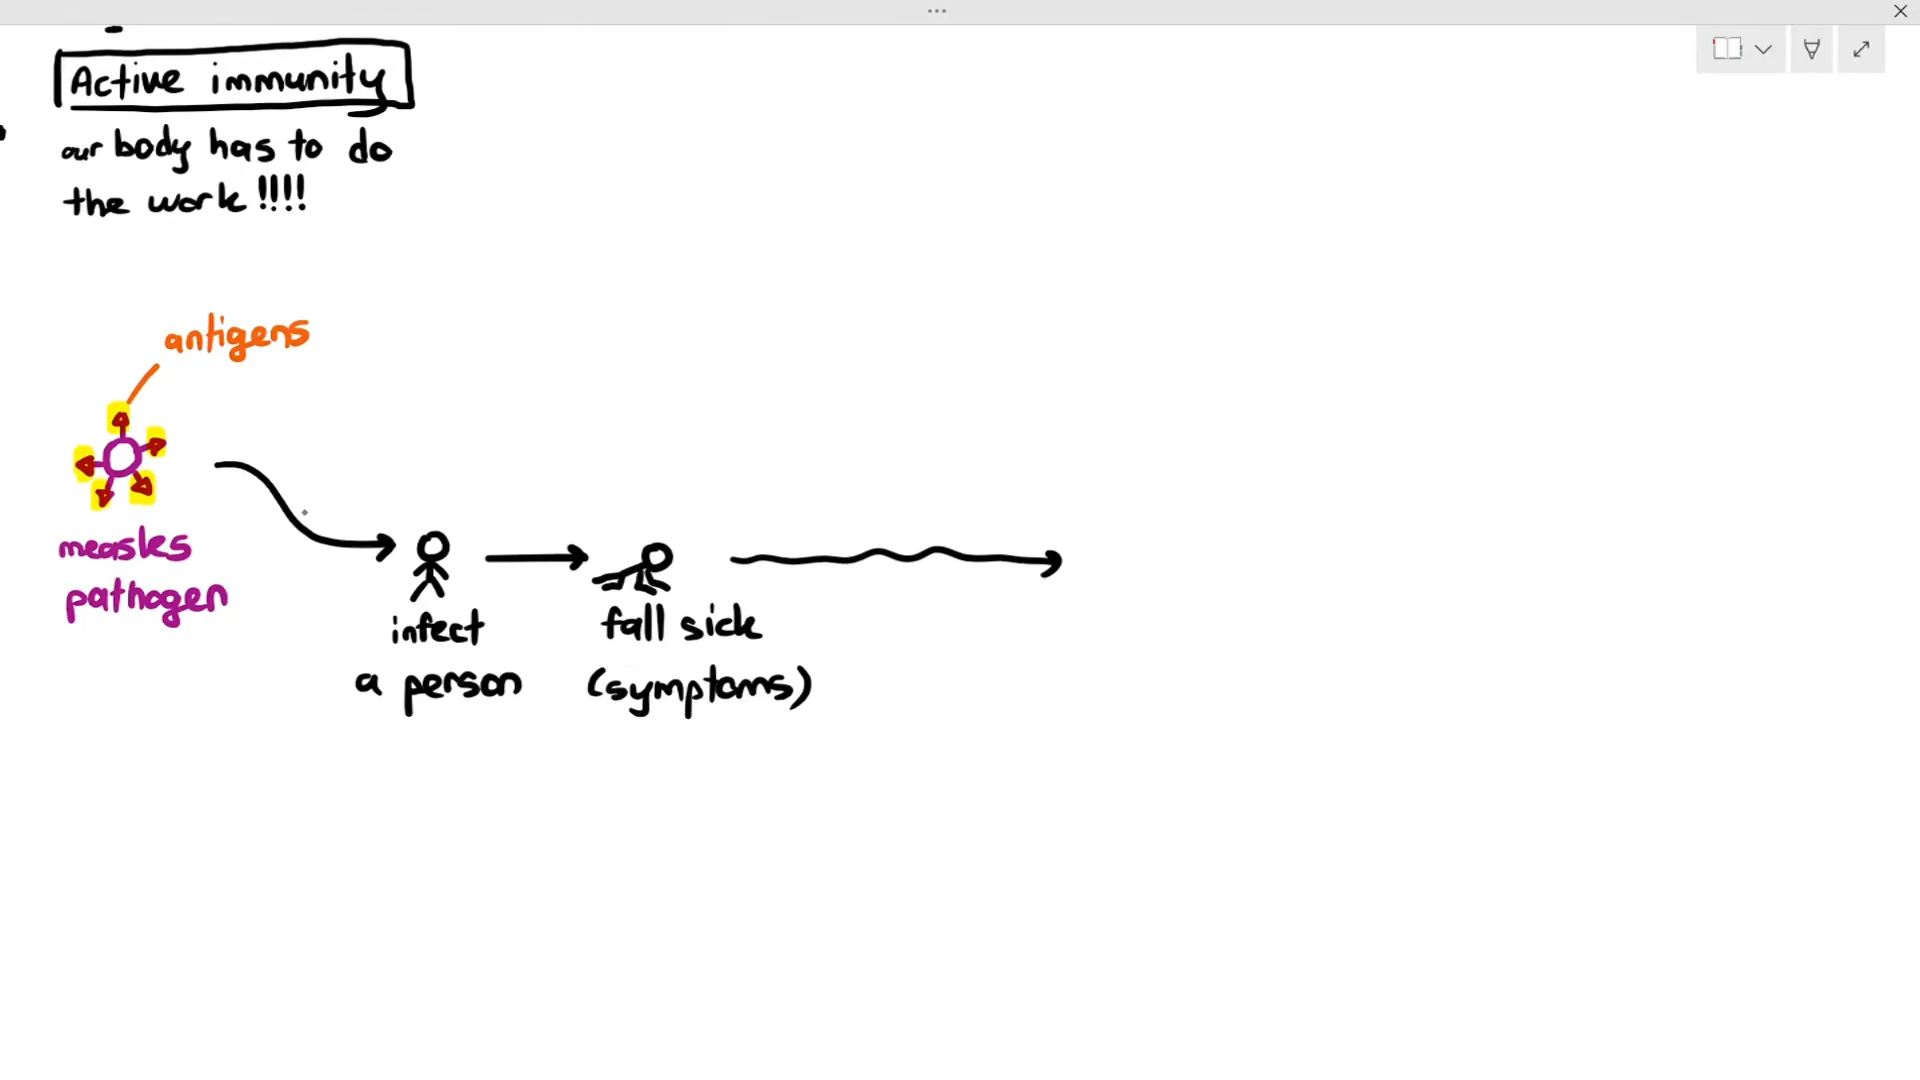 Active immunity
our body has to do
the work !!!!
antigens
measles
pathogen
infect
a person
fall sick
(symptoms)